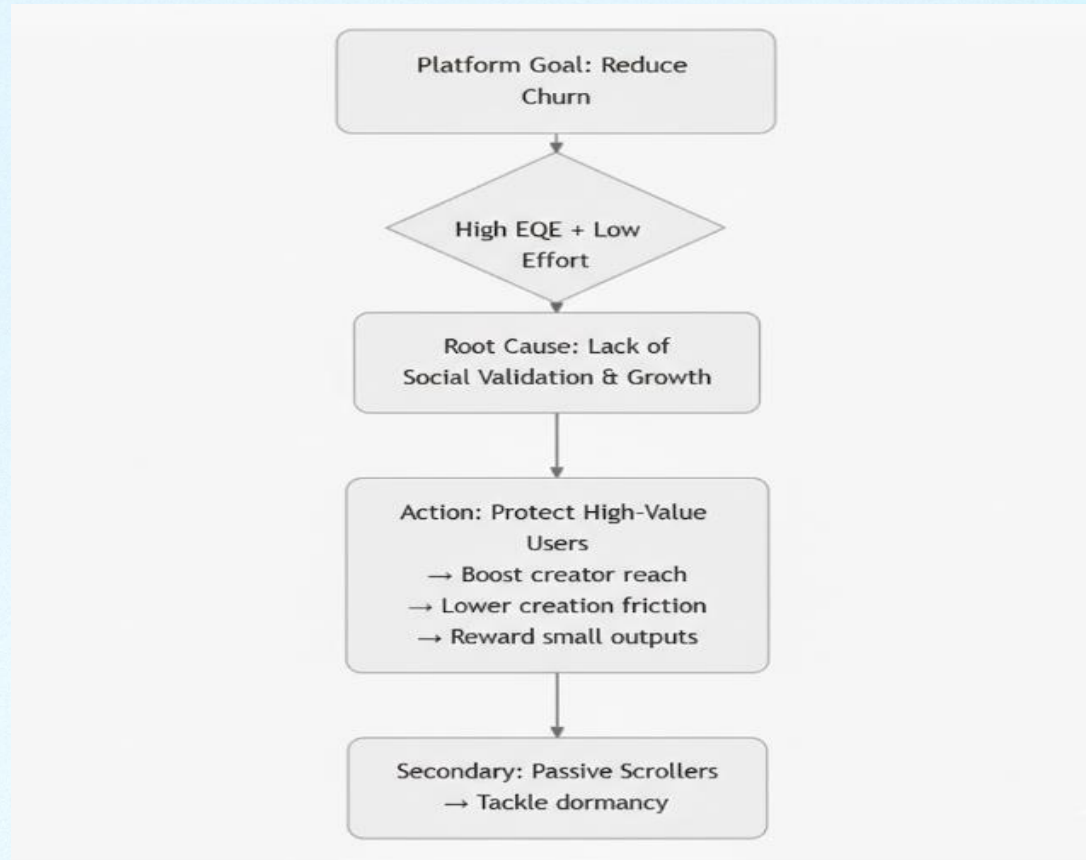 Platform Goal: Reduce
Churn
High EQE + Low
Effort
Root Cause: Lack of
Social Validation & Growth
Action: Protect High-Value
Users
→ Boost creator reach
→ Lower creation friction
→ Reward small outputs
Secondary: Passive Scrollers
→ Tackle dormancy